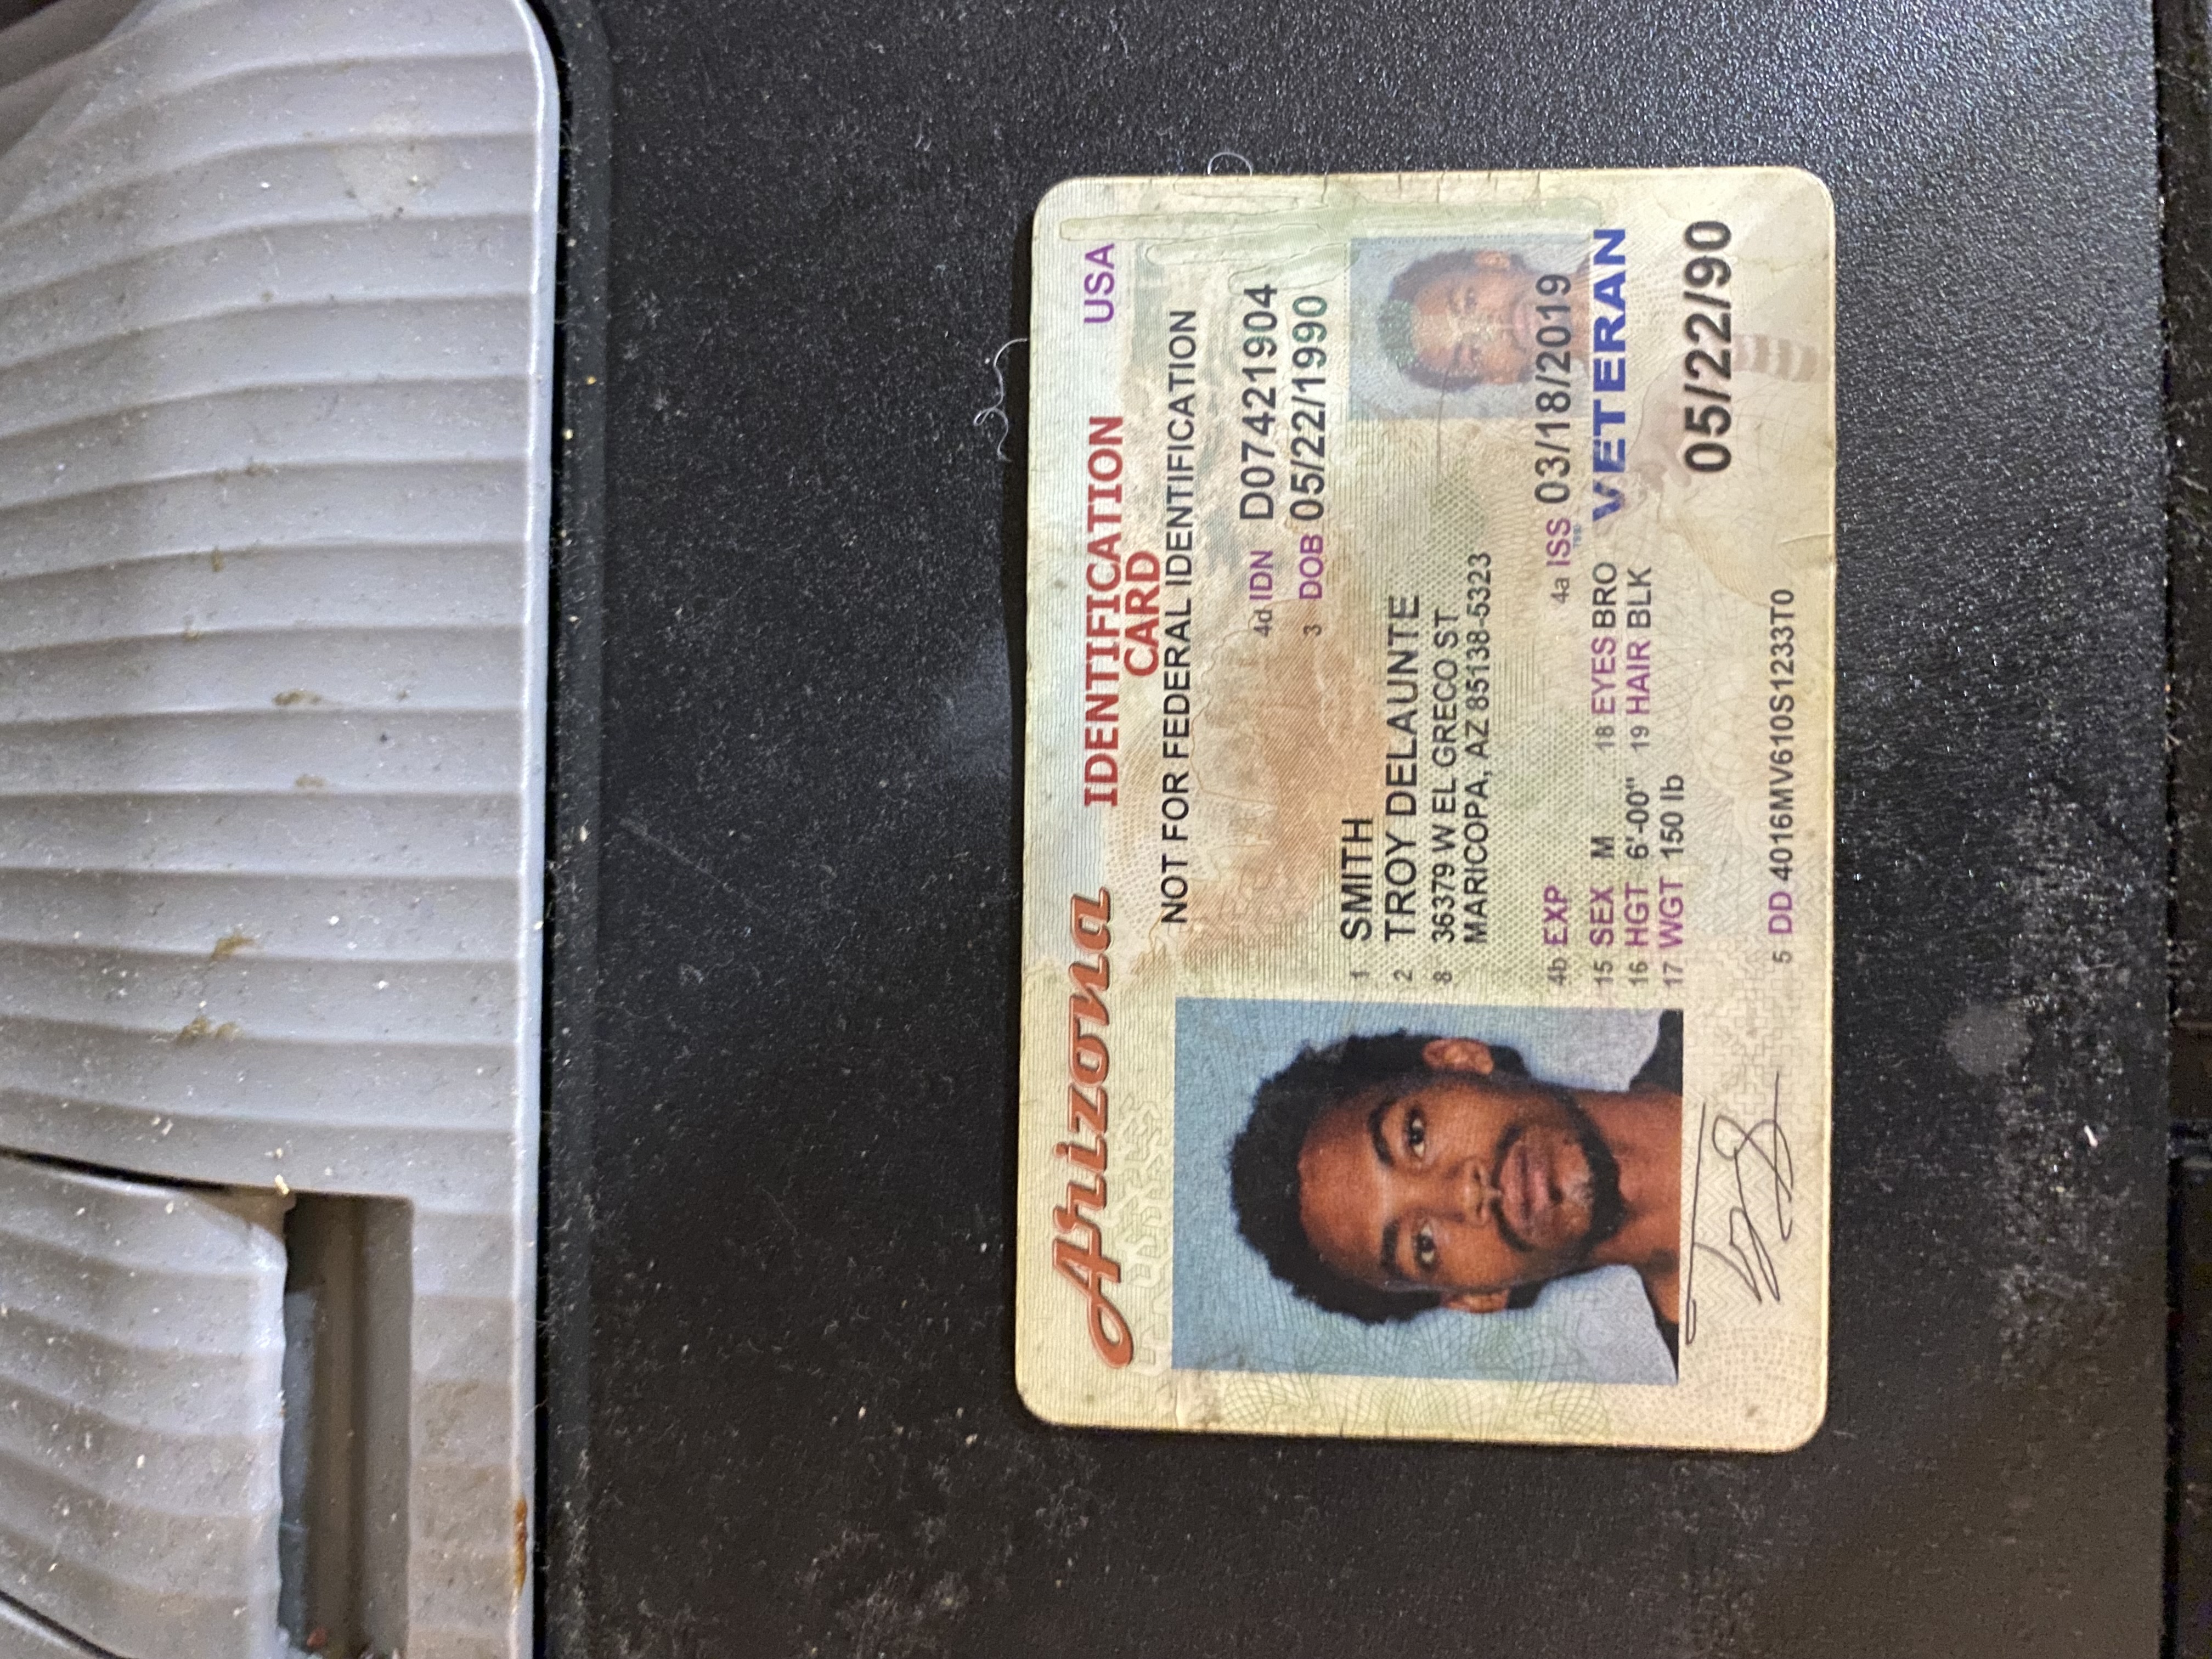 Arizona IDENTIFICATION CARD USA
NOT FOR FEDERAL IDENTIFICATION
4d IDN D07421904
3 DOB 05/22/1990
1 SMITH
2 TROY DELAUNTE
8 36379 W EL GRECO ST
MARICOPA, AZ 85138-5323
4b EXP 4a ISS 03/18/2019
15 SEX M 18 EYES BRO VETERAN
16 HGT 6'-00" 19 HAIR BLK
17 WGT 150 lb
05/22/90
5 DD 4016MV610S1233T0